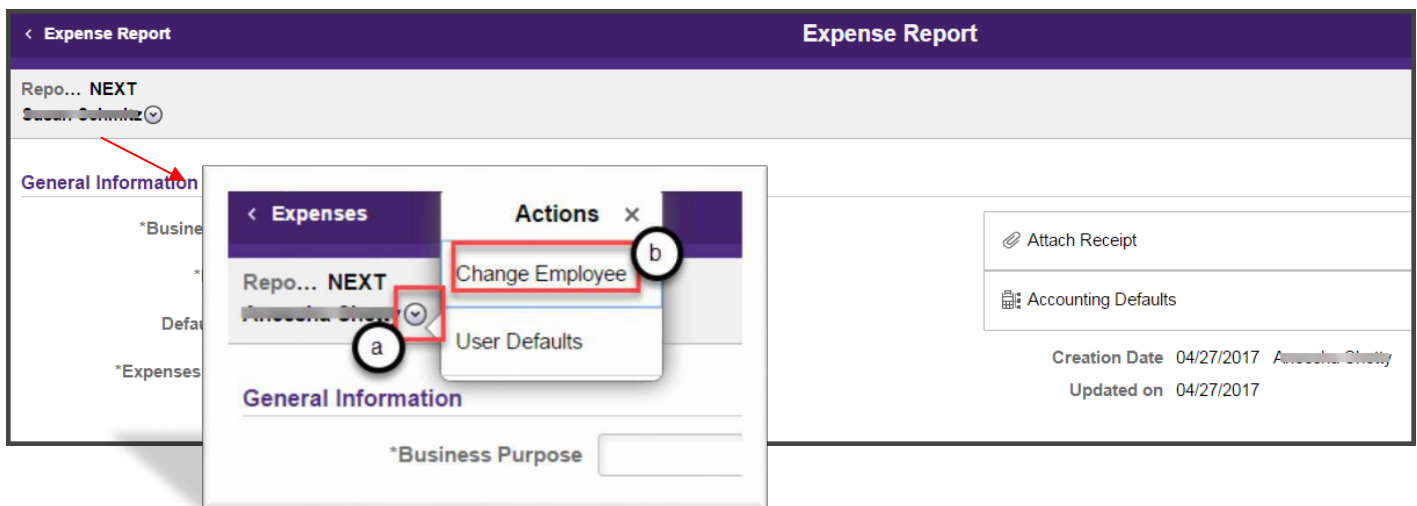 Expense Report
Expense Report
Repo... NEXT
General Information
*Busine
*
Defau
*Expenses
Attach Receipt
Accounting Defaults
Creation Date 04/27/2017
Updated on 04/27/2017
Expenses
Actions ×
Repo... NEXT
Change Employee
b
a
User Defaults
General Information
*Business Purpose